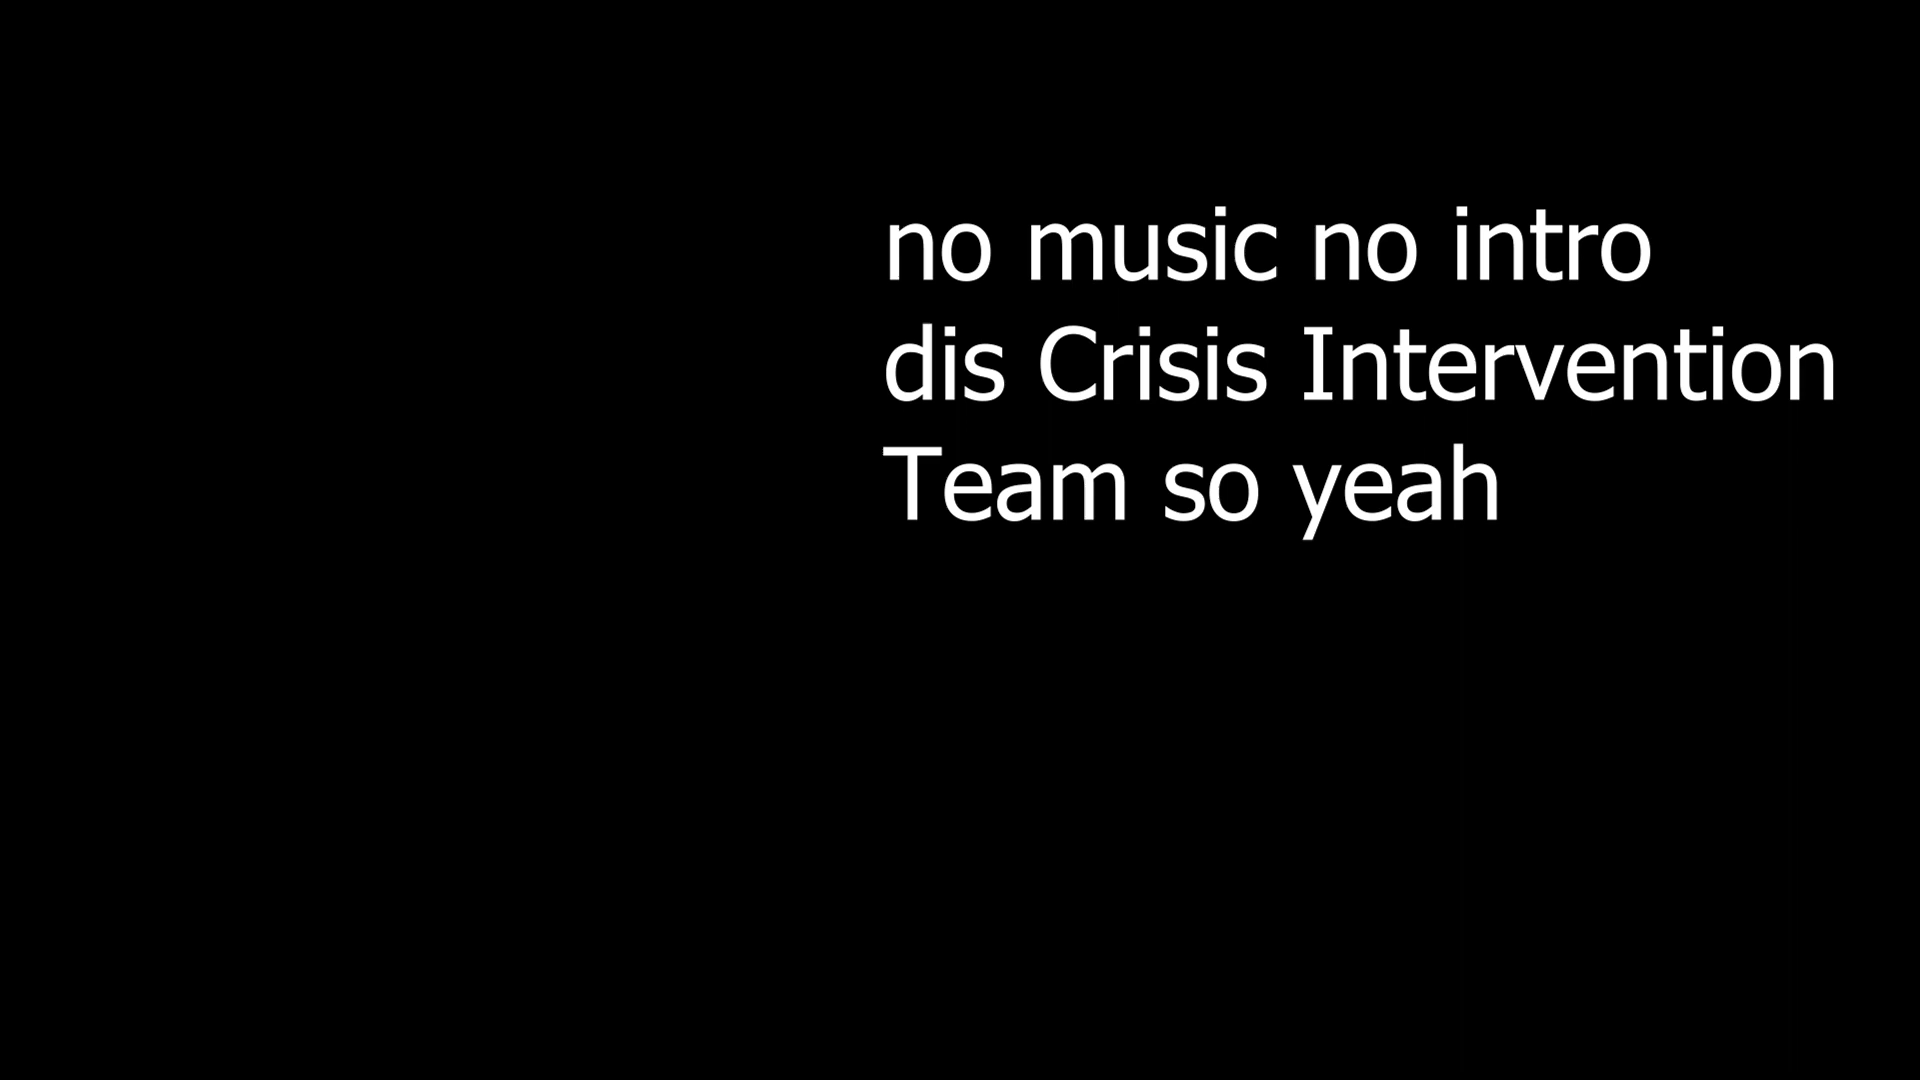 no music no intro
dis Crisis Intervention
Team so yeah